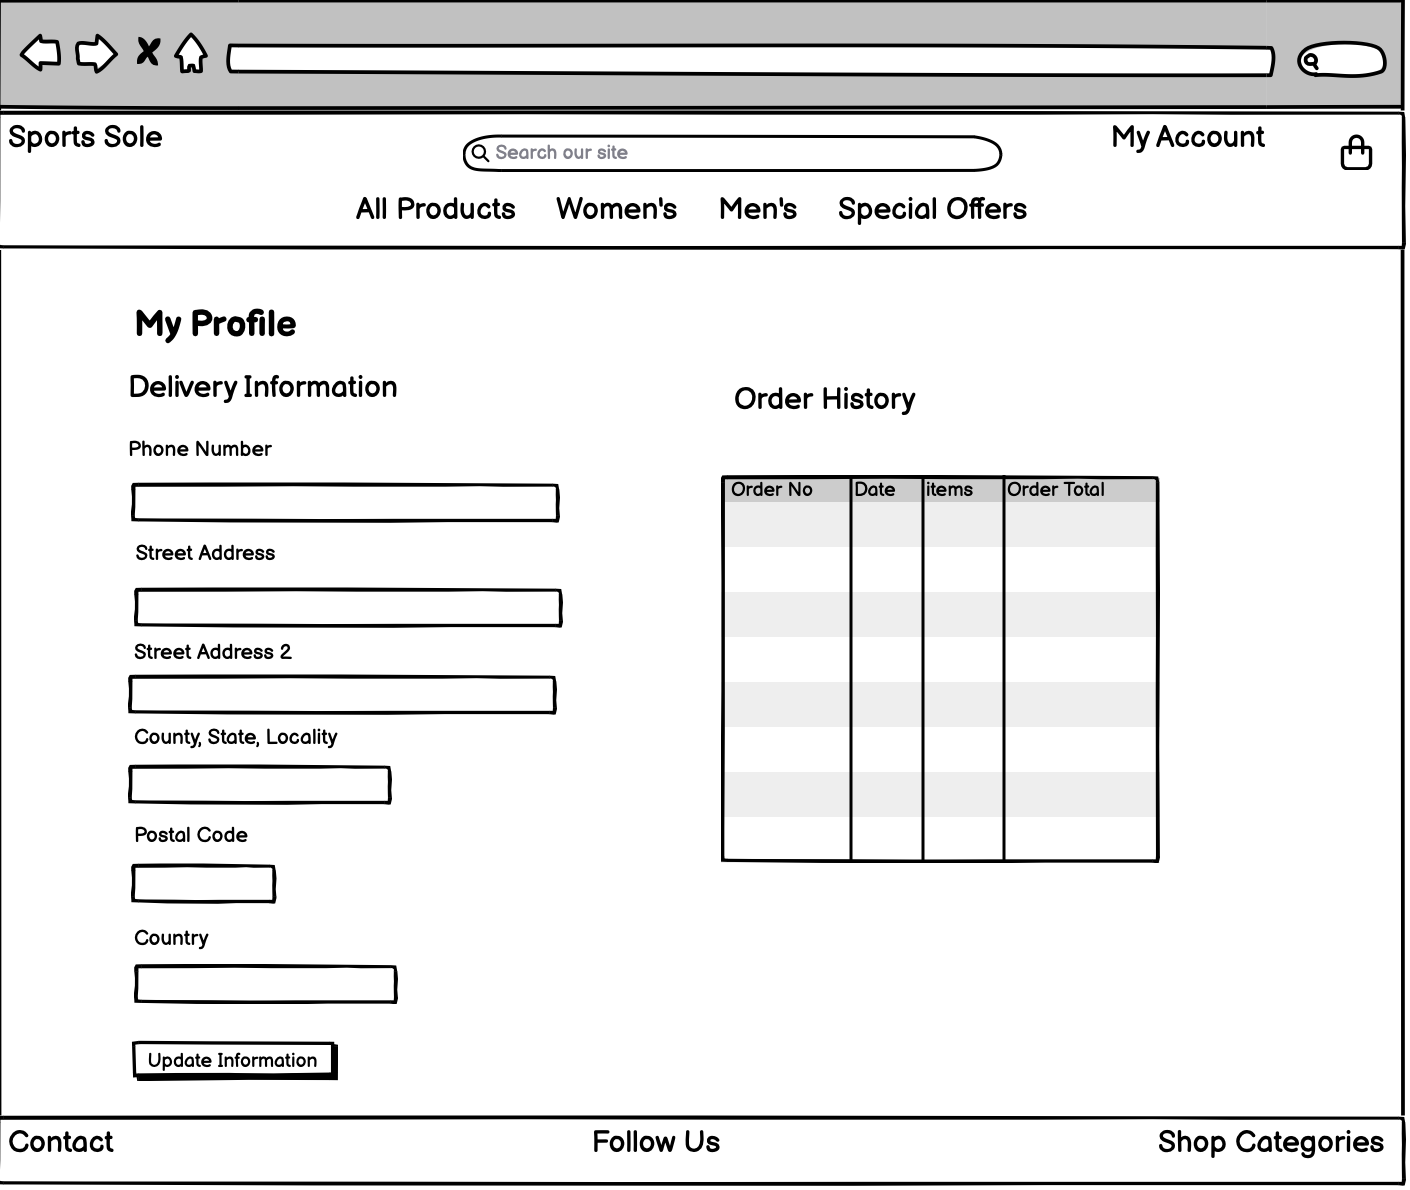 Sports Sole
Search our site
My Account
All Products Women's Men's Special Offers
My Profile
Delivery Information
Phone Number
Street Address
Street Address 2
County, State, Locality
Postal Code
Country
Update Information
Order History
Order No Date items Order Total
Contact Follow Us Shop Categories